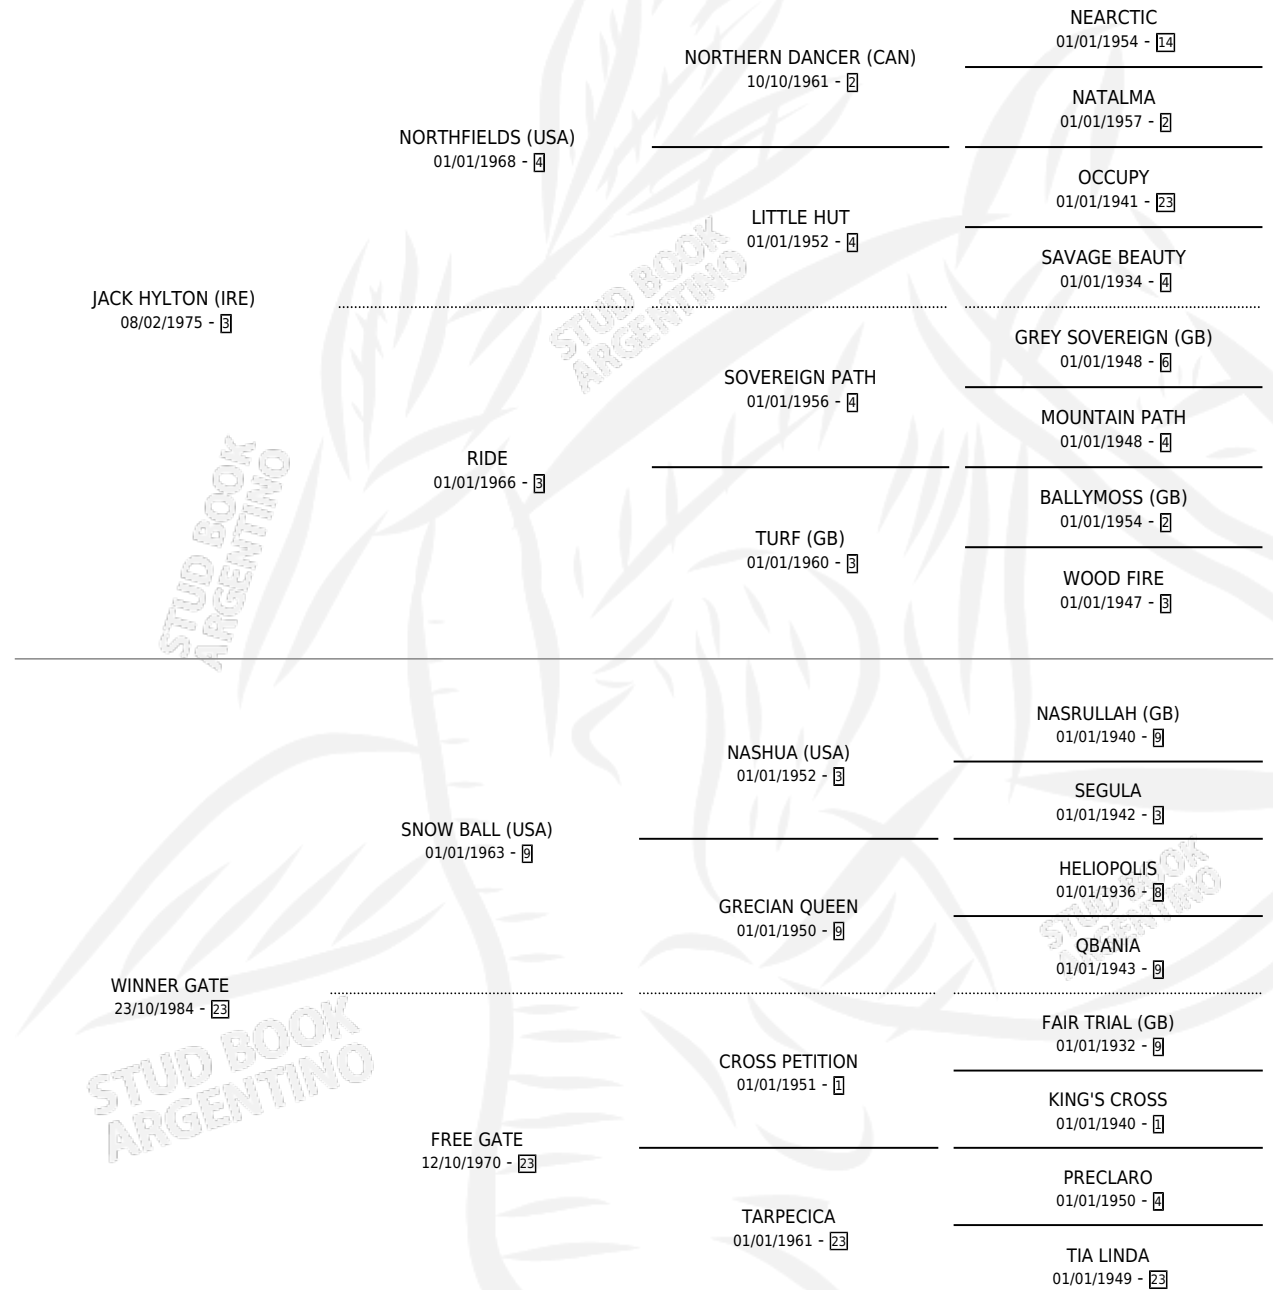 NEARCTIC
01/01/1954 - 14
NORTHERN DANCER (CAN)
10/10/1961 - 2
NATALMA
01/01/1957 - 2
NORTHFIELDS (USA)
01/01/1968 - 4
OCCUPY
01/01/1941 - 23
LITTLE HUT
01/01/1952 - 4
SAVAGE BEAUTY
01/01/1934 - 4
JACK HYLTON (IRE)
08/02/1975 - 3
GREY SOVEREIGN (GB)
01/01/1948 - 6
SOVEREIGN PATH
01/01/1956 - 4
MOUNTAIN PATH
01/01/1948 - 4
RIDE
01/01/1966 - 3
BALLYMOSS (GB)
01/01/1954 - 2
TURF (GB)
01/01/1960 - 3
WOOD FIRE
01/01/1947 - 3
NASRULLAH (GB)
01/01/1940 - 9
NASHUA (USA)
01/01/1952 - 3
SEGULA
01/01/1942 - 3
SNOW BALL (USA)
01/01/1963 - 9
HELIOPOLIS
01/01/1936 - 8
GRECIAN QUEEN
01/01/1950 - 9
QBANIA
01/01/1943 - 9
WINNER GATE
23/10/1984 - 23
FAIR TRIAL (GB)
01/01/1932 - 9
CROSS PETITION
01/01/1951 - 1
KING'S CROSS
01/01/1940 - 1
FREE GATE
12/10/1970 - 23
PRECLARO
01/01/1950 - 4
TARPECICA
01/01/1961 - 23
TIA LINDA
01/01/1949 - 23
STUD BOOK
ARGENTINO
STUD BOOK
ARGENTINO
STUD BOOK
ARGENTINO
STUD BOOK
ARGENTINO